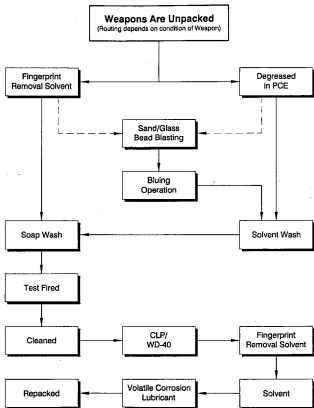 Weapons Are Unpacked
(Routing depends on condition of Weapon)
Fingerprint
Removal Solvent
Degreased
in PCE
Sand/Glass
Bead Blasting
Bluing
Operation
Soap Wash
Solvent Wash
Test Fired
Cleaned
CLP/
WD-40
Fingerprint
Removal Solvent
Repacked
Volatile Corrosion
Lubricant
Solvent